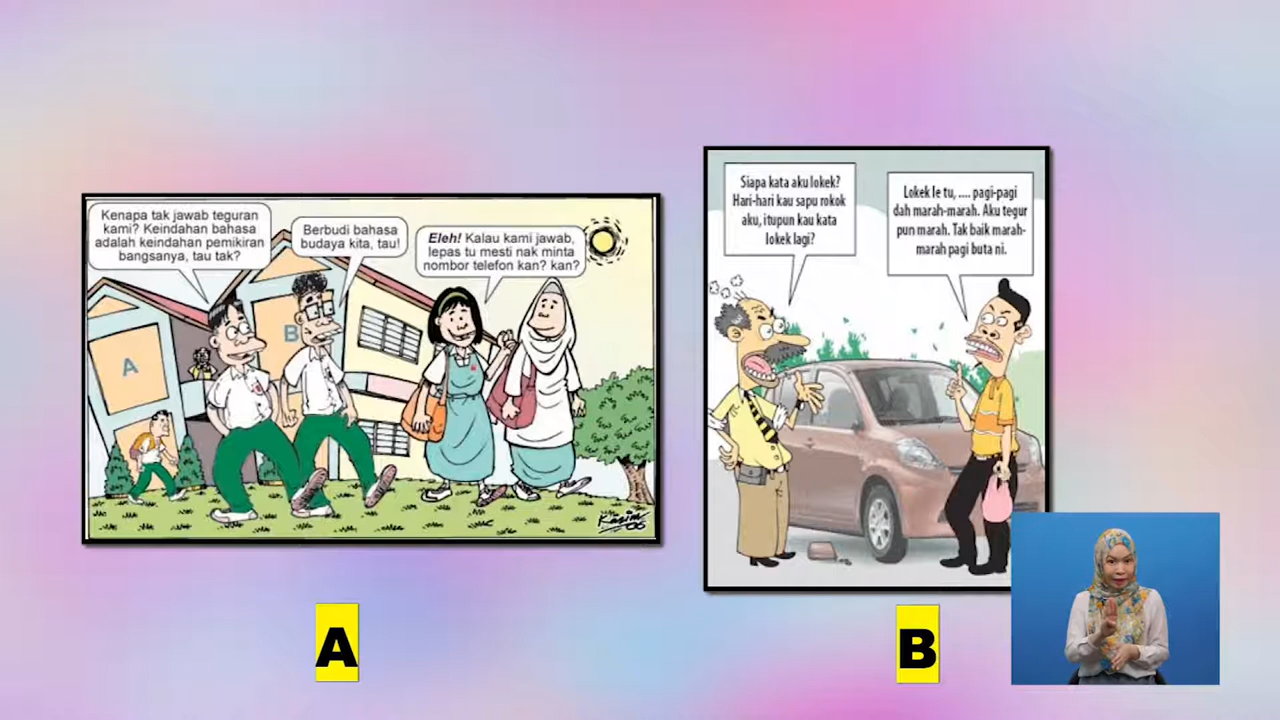 Kenapa tak jawab teguran
kami? Keindahan bahasa
adalah keindahan pemikiran
bangsanya, tau tak?
Berbudi bahasa
budaya kita, tau!
Eleh! Kalau kami jawab,
lepas tu mesti nak minta
nombor telefon kan? kan?
A
B
Kazim
06
Siapa kata aku lokek?
Hari-hari kau sapu rokok
aku, itupun kau kata
lokek lagi?
Lokek le tu, .... pagi-pagi
dah marah-marah. Aku tegur
pun marah. Tak baik marah-
marah pagi buta ni.
A
B